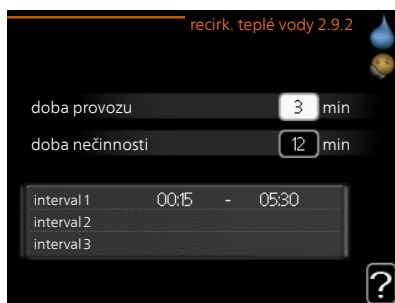 recirk. teplé vody 2.9.2
doba provozu 3 min
doba nečinnosti 12 min
interval 1 00:15 - 05:30
interval 2
interval 3
?